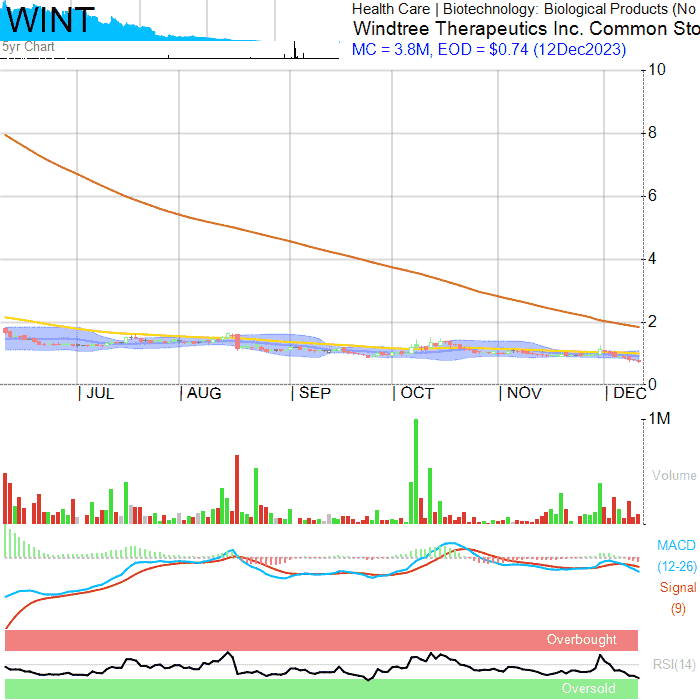 WINT
5yr Chart
Health Care | Biotechnology: Biological Products (No
Windtree Therapeutics Inc. Common Sto
MC = 3.8M, EOD = $0.74 (12Dec2023)
10
8
6
4
2
0
JUL AUG SEP OCT NOV DEC
1M
Volume
MACD
(12-26)
Signal
(9)
Overbought
RSI(14)
Oversold